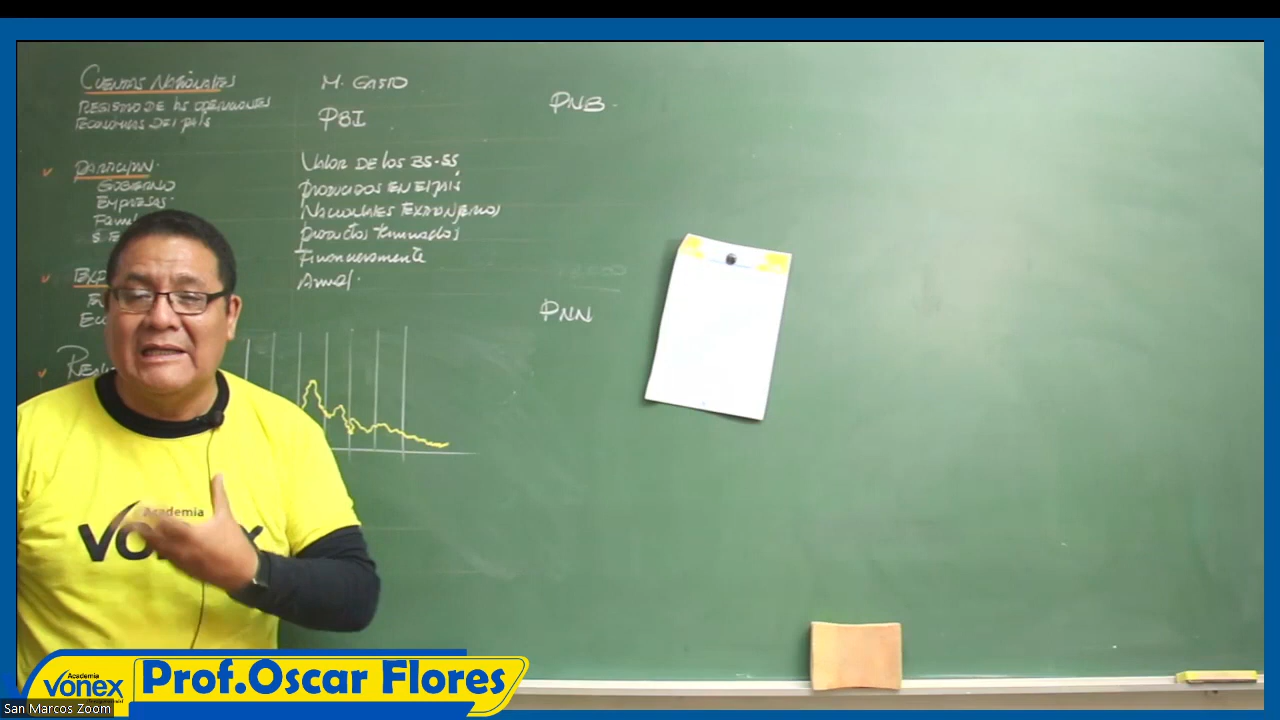 CUENTAS NACIONALES
REGISTRO DE LAS OPERACIONES
ECONÓMICAS DEL PAÍS
PARTICIPAN.
GOBIERNO
EMPRESAS.
M. GASTO
PBI
VALOR DE LOS BS-SS
PRODUCIDOS EN EL PAÍS
NACIONALES EXTRANJEROS
PRODUCTOS TERMINADOS
FINANCIERAMENTE
ANUAL.
PNB.
PNN
Academia
VO
Academia
Vonex
Prof.Oscar Flores
San Marcos Zoom